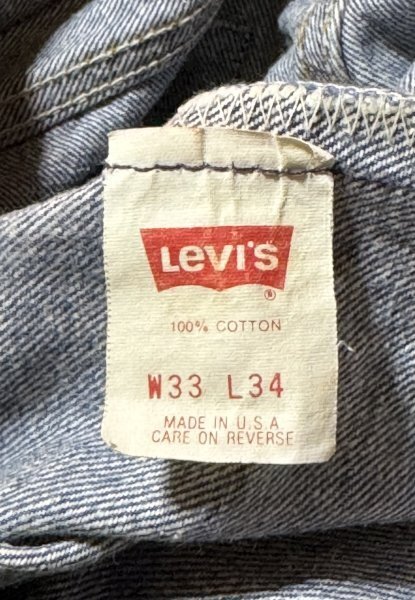 Levi's
®
100% COTTON
W33 L34
MADE IN U.S.A.
CARE ON REVERSE